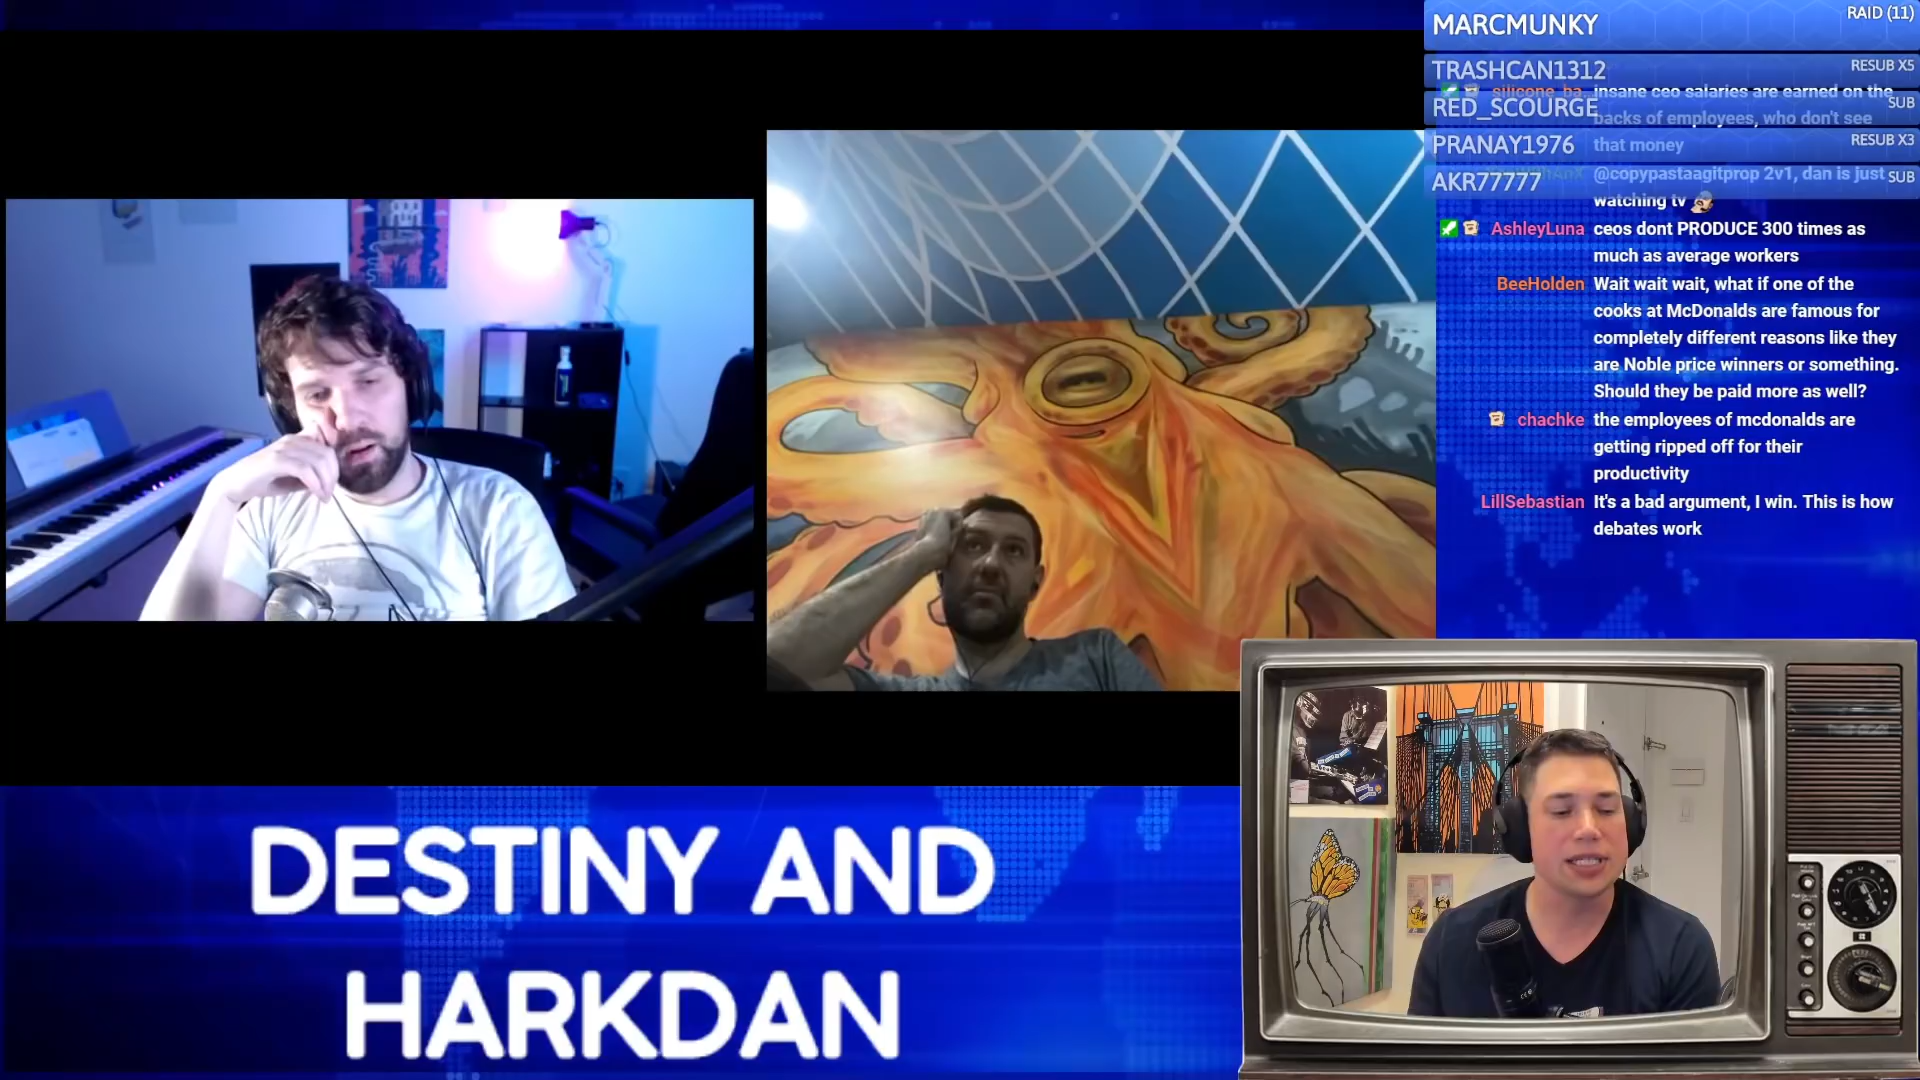 MARCMUNKY
RAID (11)
TRASHCAN1312
RESUB X5
silicone_ba... insane ceo salaries are earned on the
RED_SCOURGE
SUB
backs of employees, who don't see
PRANAY1976
RESUB X3
that money
AKR77777
SUB
@copypastaagitprop 2v1, dan is just
watching tv
AshleyLuna ceos dont PRODUCE 300 times as
much as average workers
BeeHolden Wait wait wait, what if one of the
cooks at McDonalds are famous for
completely different reasons like they
are Noble price winners or something.
Should they be paid more as well?
chachke the employees of mcdonalds are
getting ripped off for their
productivity
LillSebastian It's a bad argument, I win. This is how
debates work
DESTINY AND
HARKDAN